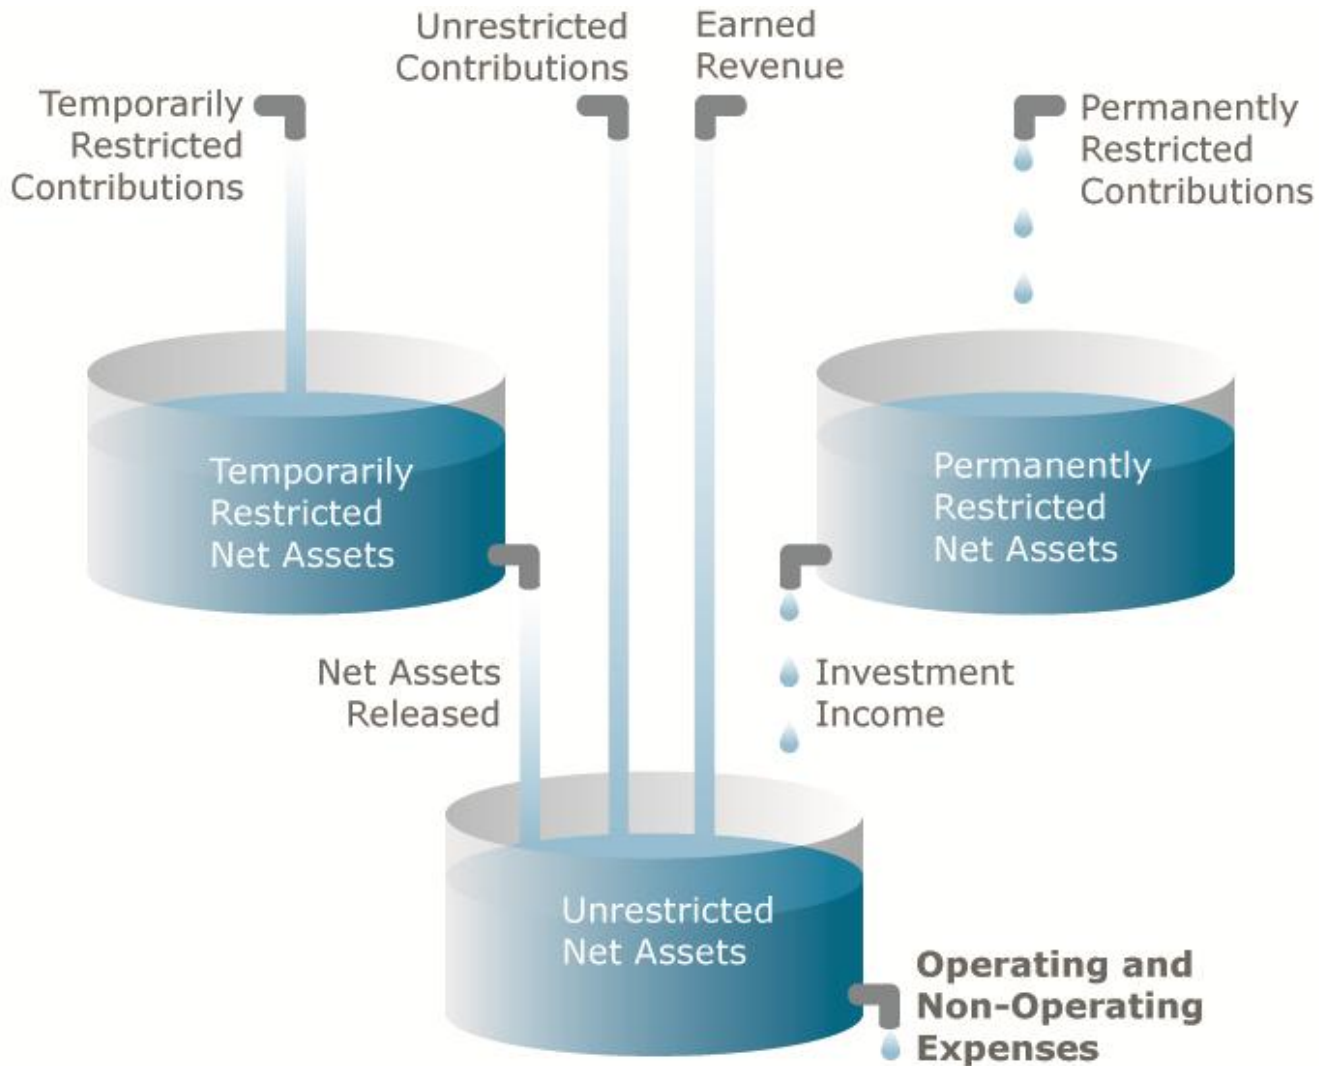 Unrestricted
Contributions
Earned
Revenue
Temporarily
Restricted
Contributions
Permanently
Restricted
Contributions
Temporarily
Restricted
Net Assets
Permanently
Restricted
Net Assets
Net Assets
Released
Investment
Income
Unrestricted
Net Assets
Operating and
Non-Operating
Expenses